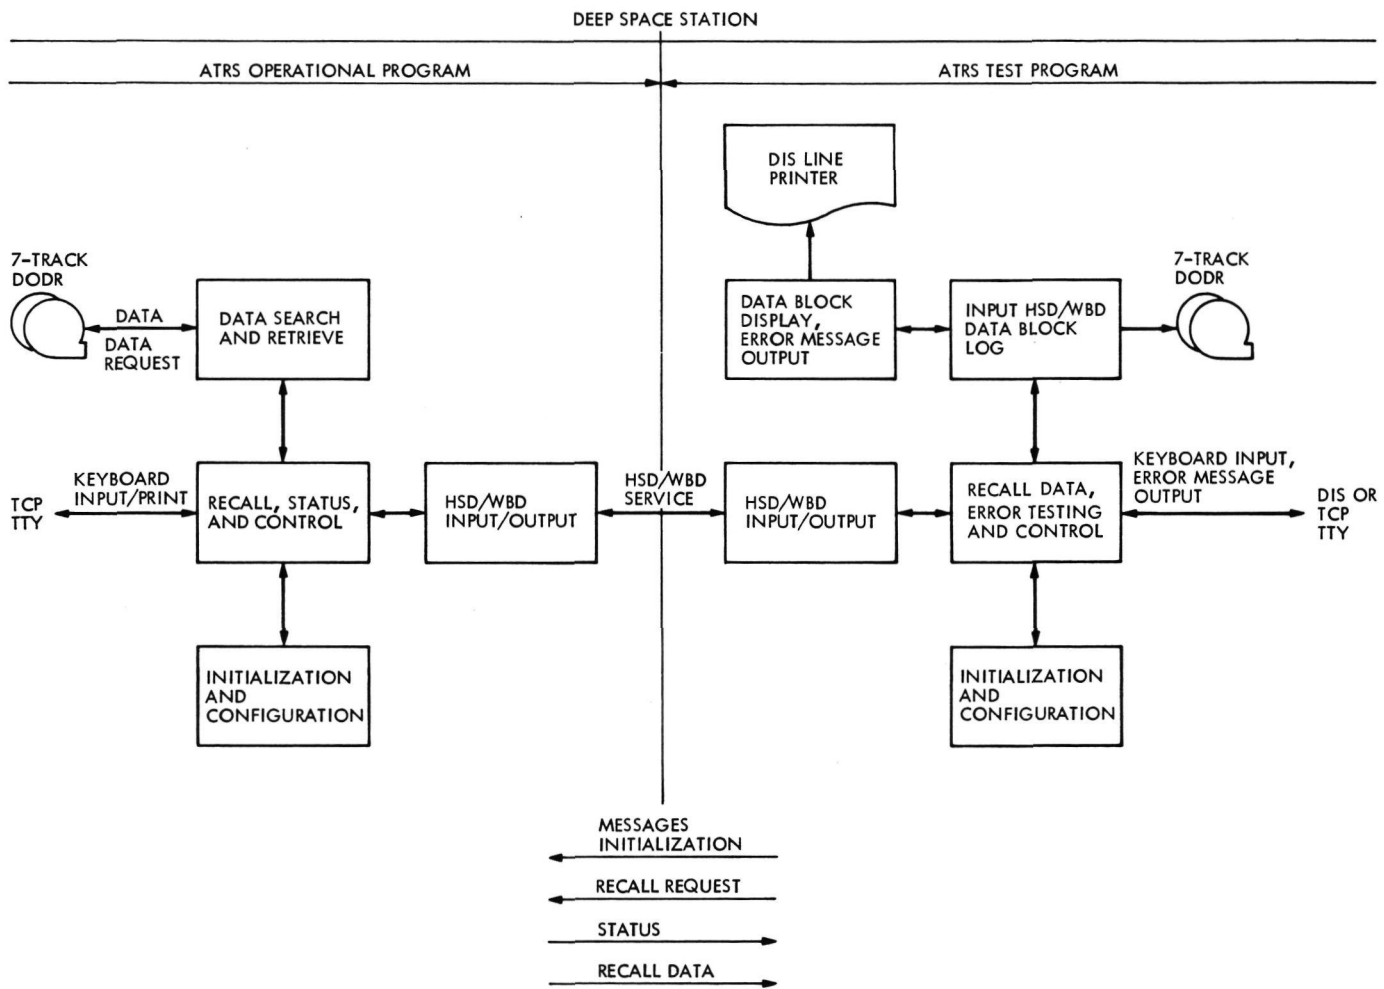 DEEP SPACE STATION
ATRS OPERATIONAL PROGRAM
ATRS TEST PROGRAM
DIS LINE
PRINTER
7-TRACK
DODR
DATA
DATA
REQUEST
DATA SEARCH
AND RETRIEVE
DATA BLOCK
DISPLAY,
ERROR MESSAGE
OUTPUT
INPUT HSD/WBD
DATA BLOCK
LOG
7-TRACK
DODR
TCP
TTY
KEYBOARD
INPUT/PRINT
RECALL, STATUS,
AND CONTROL
HSD/WBD
INPUT/OUTPUT
HSD/WBD
SERVICE
HSD/WBD
INPUT/OUTPUT
RECALL DATA,
ERROR TESTING
AND CONTROL
KEYBOARD INPUT,
ERROR MESSAGE
OUTPUT
DIS OR
TCP
TTY
INITIALIZATION
AND
CONFIGURATION
INITIALIZATION
AND
CONFIGURATION
MESSAGES
INITIALIZATION
RECALL REQUEST
STATUS
RECALL DATA